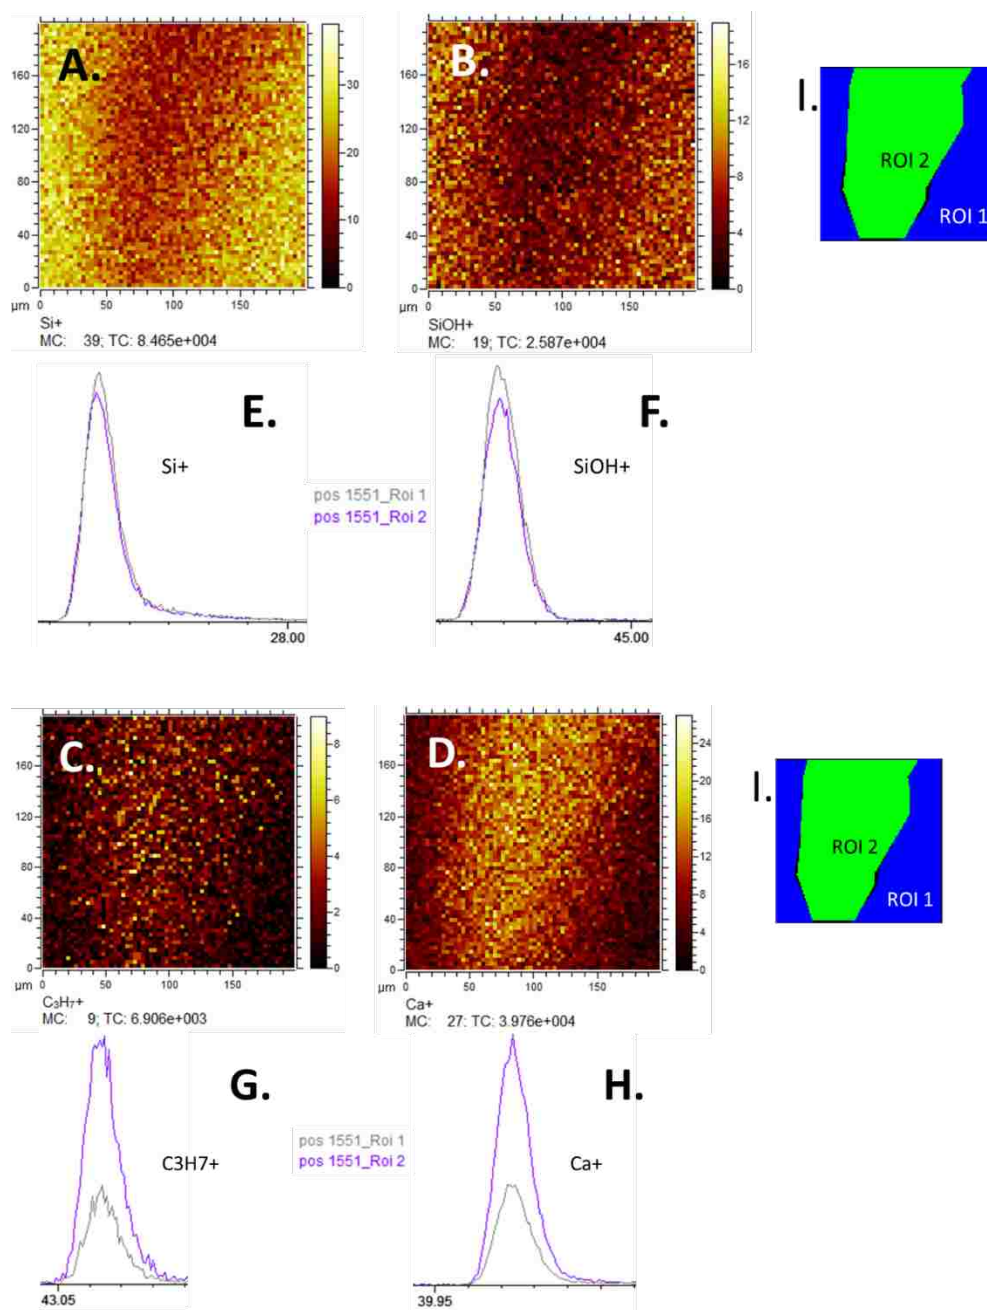 A.
160
120
80
40
0
µm 0 50 100 150
30
20
10
0
Si+
MC: 39; TC: 8.465e+004
B.
160
120
80
40
0
µm 0 50 100 150
16
12
8
4
0
SiOH+
MC: 19; TC: 2.587e+004
I.
ROI 2
ROI 1
E.
Si+
28.00
pos 1551_Roi 1
pos 1551_Roi 2
F.
SiOH+
45.00
C.
160
120
80
40
0
µm 0 50 100 150
8
6
4
2
0
C₃H₇+
MC: 9; TC: 6.906e+003
D.
160
120
80
40
0
µm 0 50 100 150
24
20
16
12
8
4
0
Ca+
MC: 27; TC: 3.976e+004
I.
ROI 2
ROI 1
G.
C3H7+
43.05
pos 1551_Roi 1
pos 1551_Roi 2
H.
Ca+
39.95